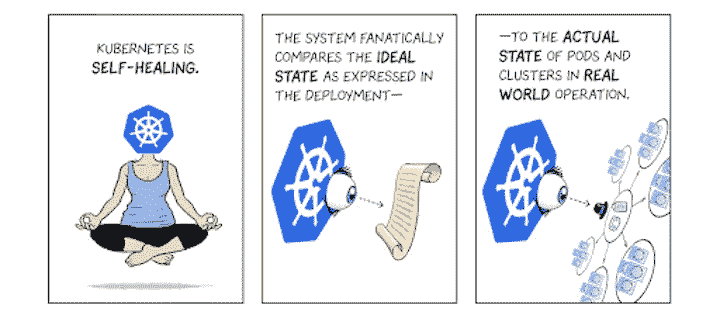 KUBERNETES IS
SELF-HEALING.
THE SYSTEM FANATICALLY
COMPARES THE IDEAL
STATE AS EXPRESSED IN
THE DEPLOYMENT—
—TO THE ACTUAL
STATE OF PODS AND
CLUSTERS IN REAL
WORLD OPERATION.